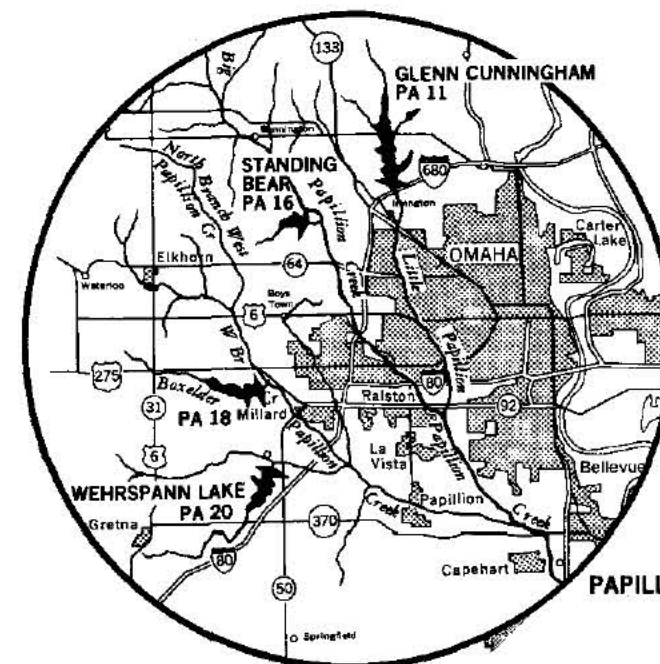 Big
133
GLENN CUNNINGHAM
PA 11
North
Branch West
Papillion Cr
STANDING
BEAR
PA 16
Papillion
Creek
680
Irvington
Carter
Lake
OMAHA
Elkhorn
64
Waterloo
Boys
Town
6
Little
Papillion
W Br
275
Boxelder
Cr
80
31
PA 18
Millard
Ralston
92
Papillion
Papillion
La
Vista
6
Bellevue
WEHRSPANN LAKE
PA 20
Creek
Papillion
Creek
Gretna
370
80
Capehart
PAPILL
50
Springfield